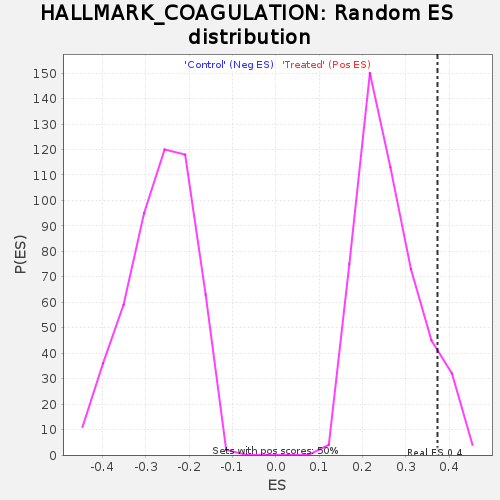 HALLMARK_COAGULATION: Random ES
distribution
'Control' (Neg ES) 'Treated' (Pos ES)
150
140
130
120
110
100
90
80
70
60
50
40
30
20
10
0
P(ES)
Sets with pos scores: 50%
Real ES 0.4
-0.4 -0.3 -0.2 -0.1 0.0 0.1 0.2 0.3 0.4
ES